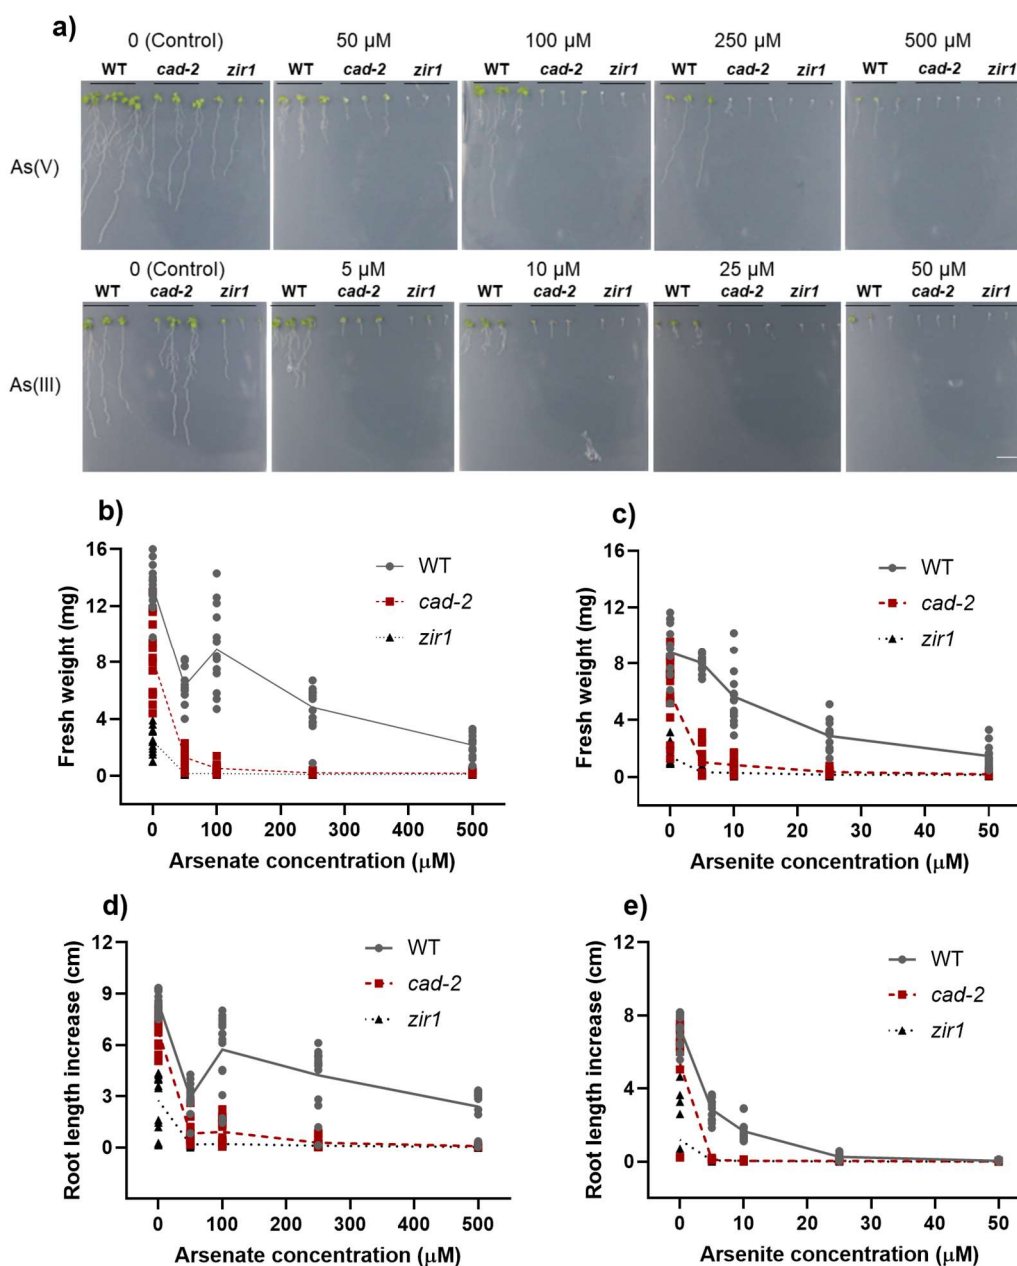 a)
0 (Control) 50 μM 100 μM 250 μM 500 μM
WT cad-2 zir1 WT cad-2 zir1 WT cad-2 zir1 WT cad-2 zir1 WT cad-2 zir1
As(V)
0 (Control) 5 μM 10 μM 25 μM 50 μM
WT cad-2 zir1 WT cad-2 zir1 WT cad-2 zir1 WT cad-2 zir1 WT cad-2 zir1
As(III)
b)
Fresh weight (mg)
16
12
8
4
0
WT
cad-2
zir1
0 100 200 300 400 500
Arsenate concentration (μM)
c)
Fresh weight (mg)
16
12
8
4
0
WT
cad-2
zir1
0 10 20 30 40 50
Arsenite concentration (μM)
d)
Root length increase (cm)
12
9
6
3
0
WT
cad-2
zir1
0 100 200 300 400 500
Arsenate concentration (μM)
e)
Root length increase (cm)
12
8
4
0
WT
cad-2
zir1
0 10 20 30 40 50
Arsenite concentration (μM)